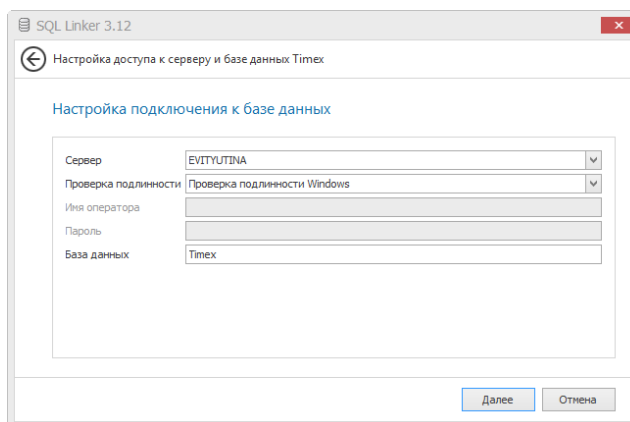 SQL Linker 3.12
Настройка доступа к серверу и базе данных Timex
Настройка подключения к базе данных
Сервер EVITYUTINA
Проверка подлинности Проверка подлинности Windows
Имя оператора
Пароль
База данных Timex
Далее Отмена